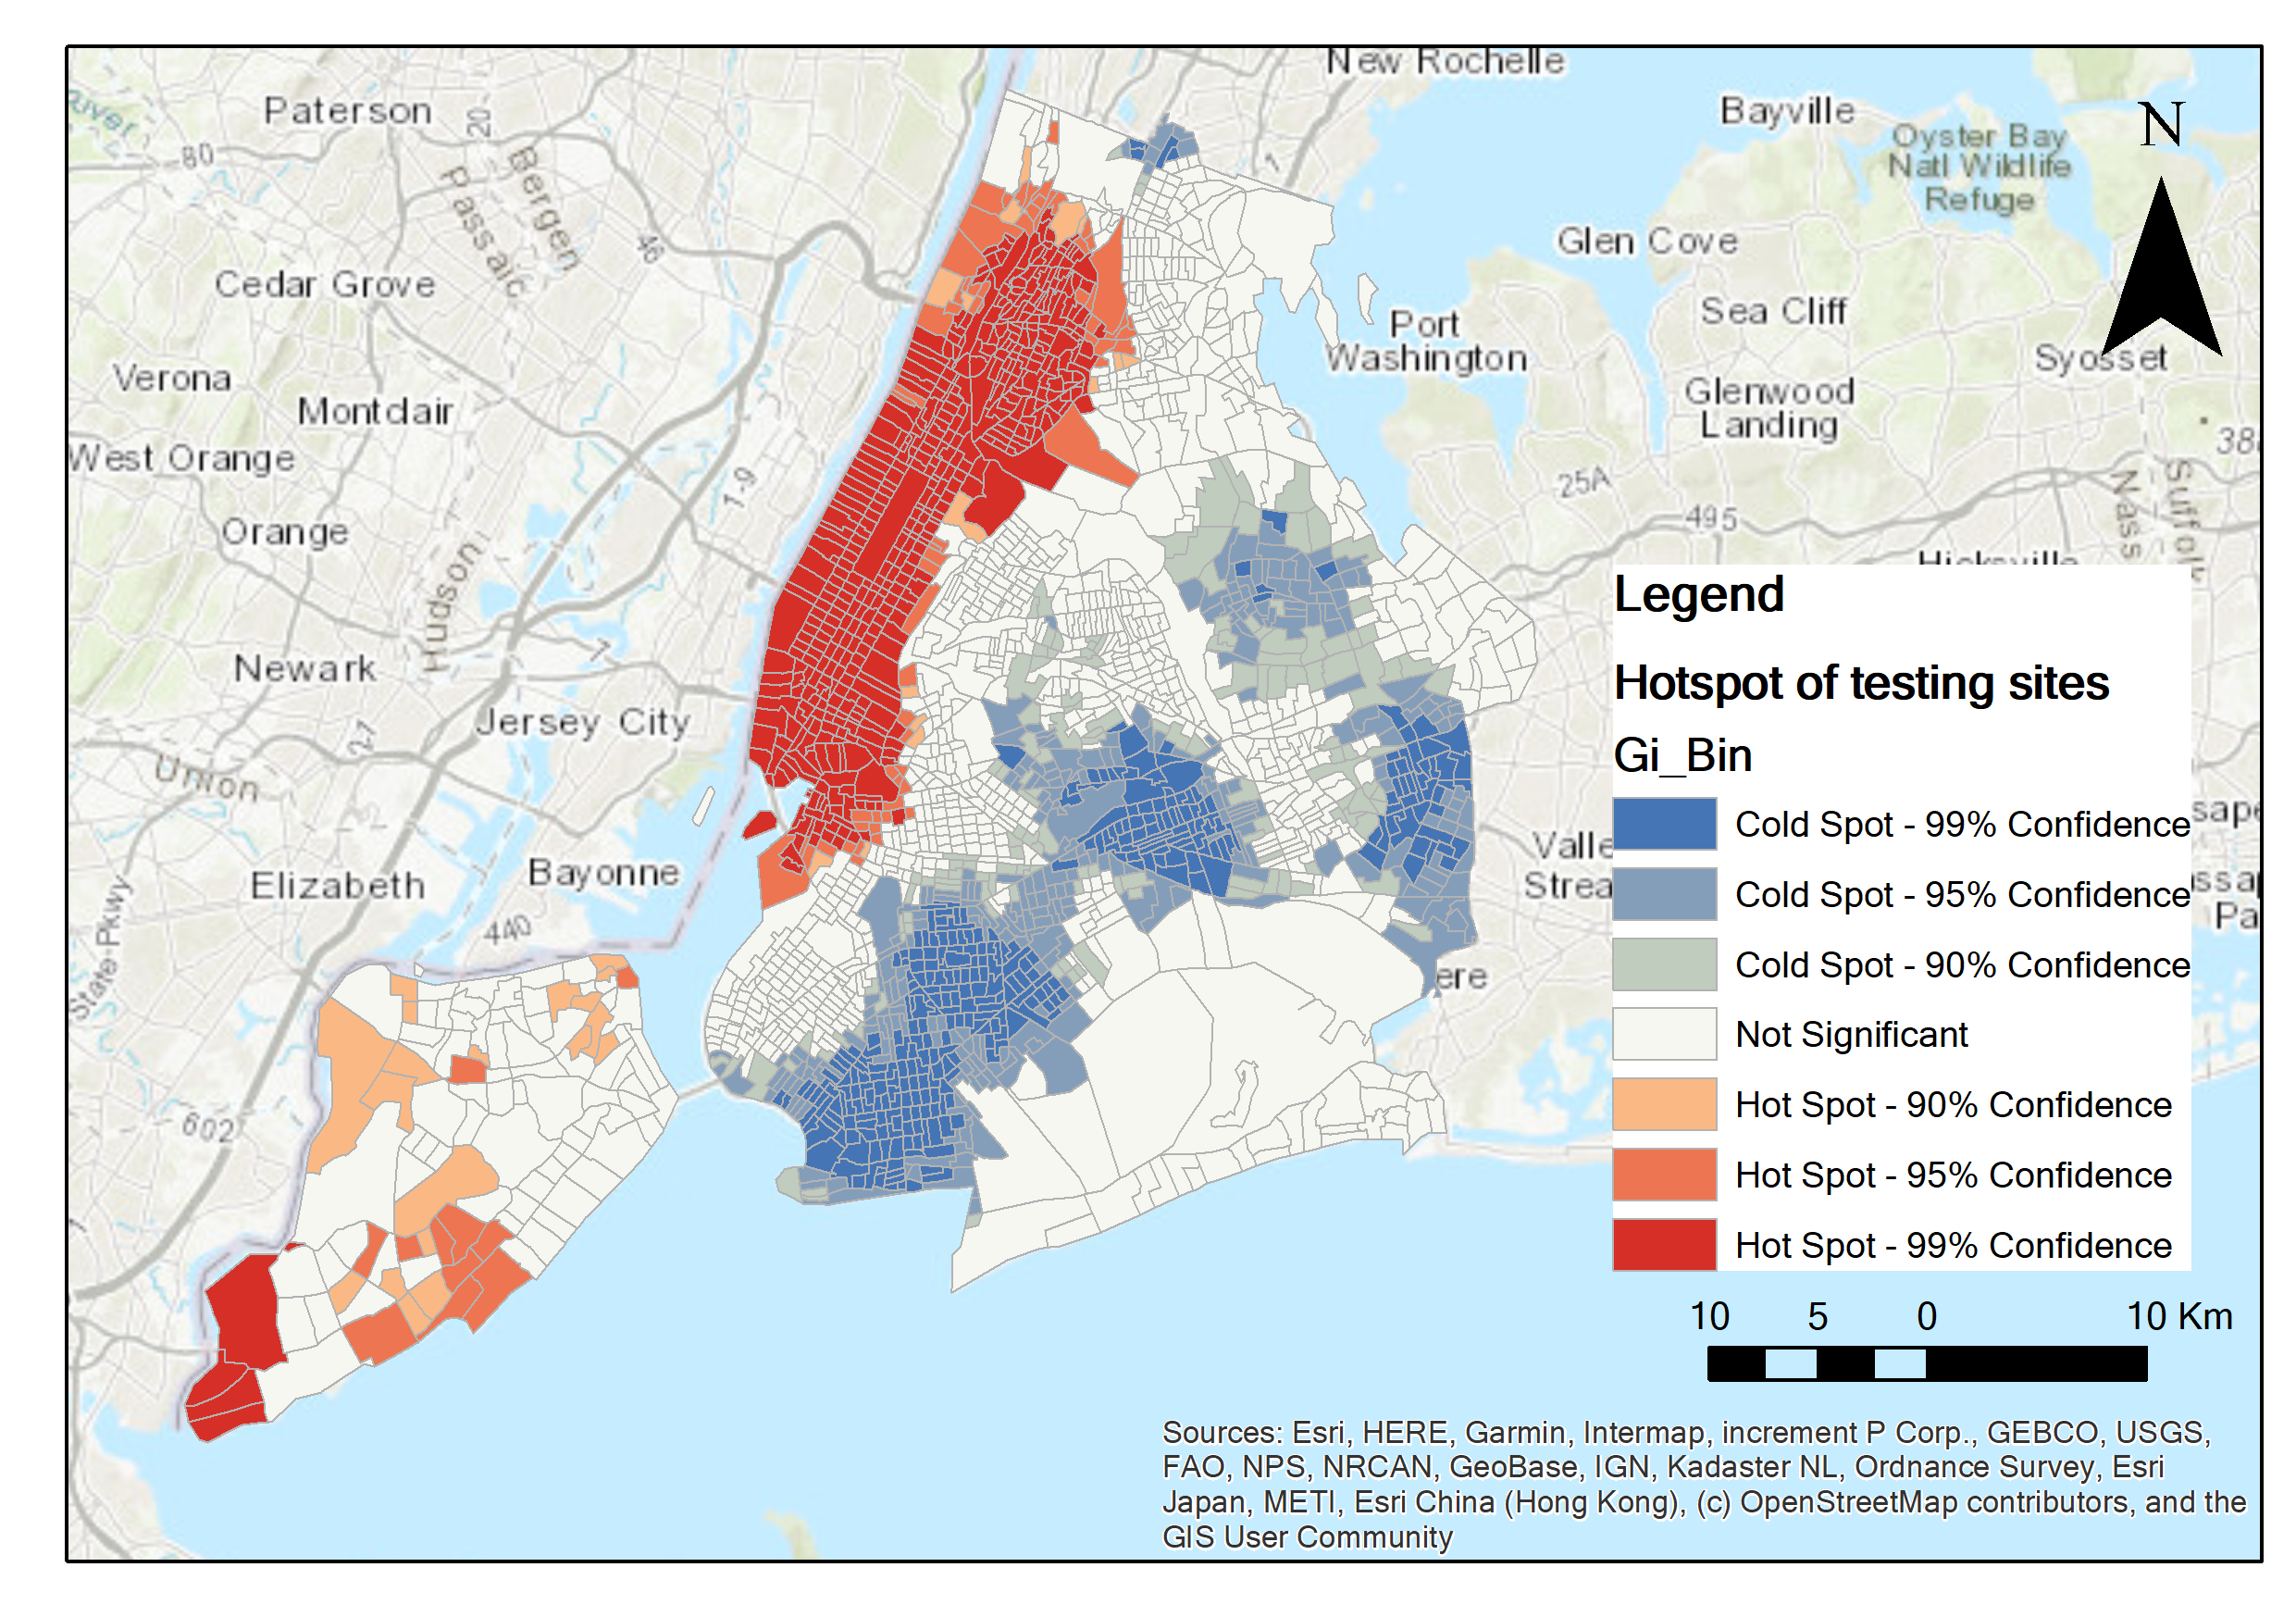 New Rochelle
Paterson
20
Bayville
N
River
Oyster Bay
Natl Wildlife
Refuge
80
Bergen
Passaic
1
46
Glen Cove
Cedar Grove
Sea Cliff
Port
Washington
Syosset
Verona
Montclair
Glenwood
Landing
West Orange
38
Suffolk
Nass
25A
1-9
495
Orange
Hudson
Hicksville
Newark
Jersey City
27
Union
Elizabeth
Bayonne
440
State Pkwy
602
Valle
Strea
ere
sape
ssap
Pa
Legend
Hotspot of testing sites
Gi_Bin
Cold Spot - 99% Confidence
Cold Spot - 95% Confidence
Cold Spot - 90% Confidence
Not Significant
Hot Spot - 90% Confidence
Hot Spot - 95% Confidence
Hot Spot - 99% Confidence
10 5 0 10 Km
Sources: Esri, HERE, Garmin, Intermap, increment P Corp., GEBCO, USGS,
FAO, NPS, NRCAN, GeoBase, IGN, Kadaster NL, Ordnance Survey, Esri
Japan, METI, Esri China (Hong Kong), (c) OpenStreetMap contributors, and the
GIS User Community